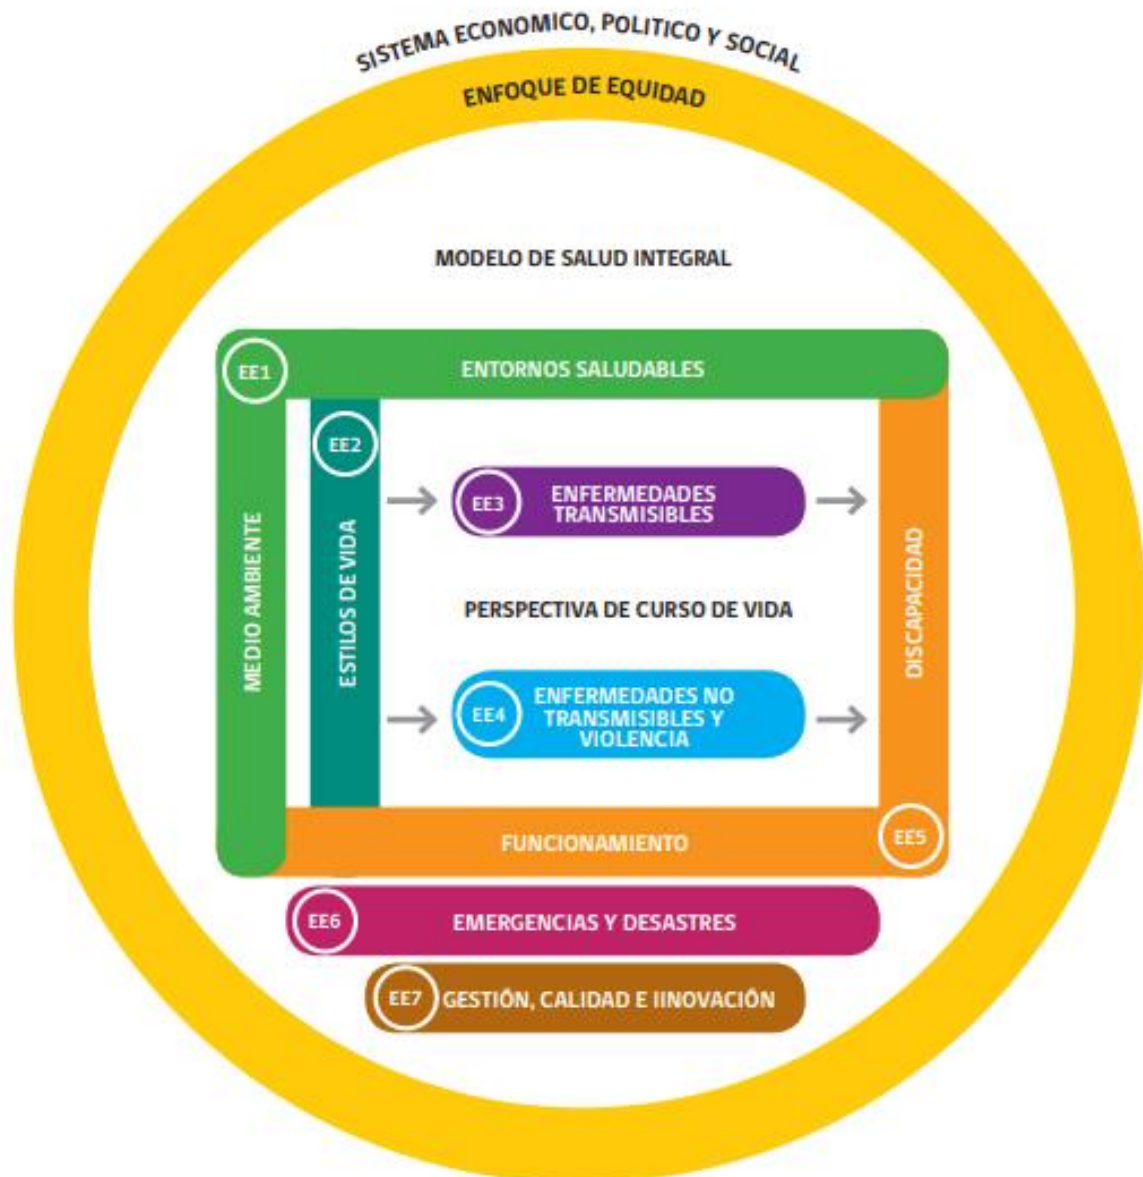 SISTEMA ECONOMICO, POLITICO Y SOCIAL
ENFOQUE DE EQUIDAD
MODELO DE SALUD INTEGRAL
EE1
ENTORNOS SALUDABLES
MEDIO AMBIENTE
EE2
ESTILOS DE VIDA
EE3
ENFERMEDADES
TRANSMISIBLES
PERSPECTIVA DE CURSO DE VIDA
EE4
ENFERMEDADES NO
TRANSMISIBLES Y
VIOLENCIA
DISCAPACIDAD
FUNCIONAMIENTO
EE5
EE6
EMERGENCIAS Y DESASTRES
EE7
GESTIÓN, CALIDAD E IINOVACIÓN